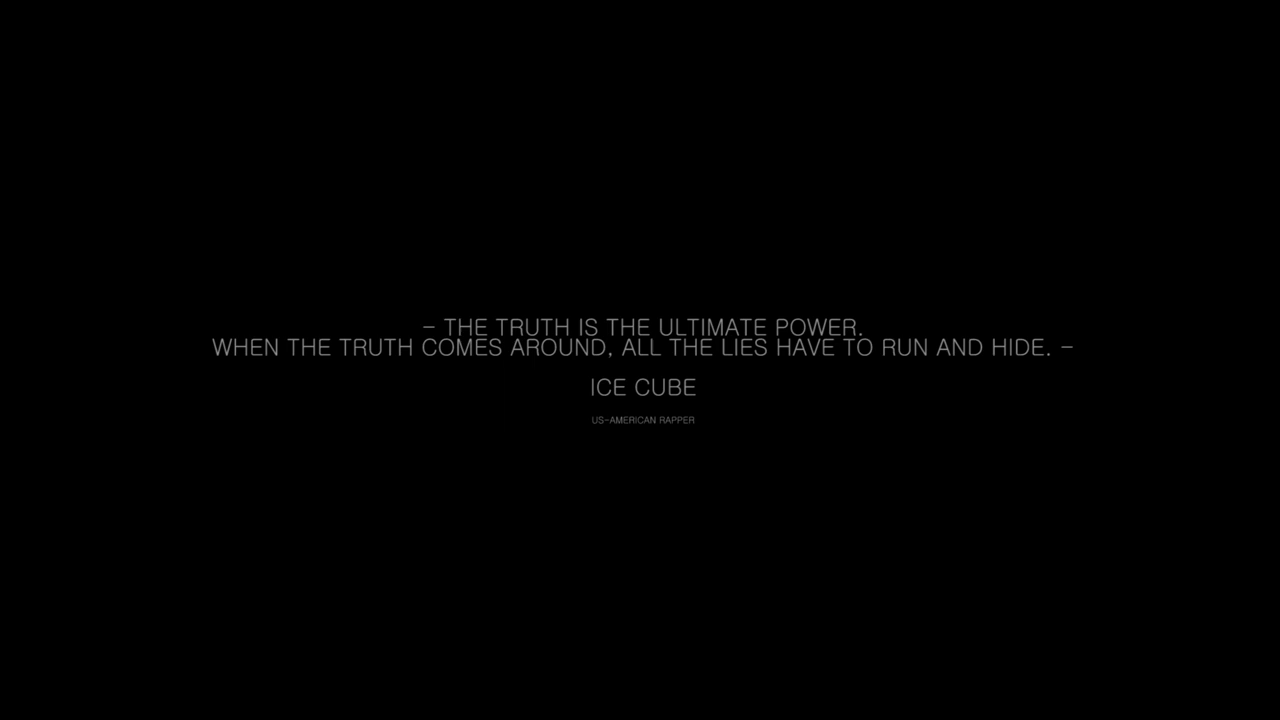 – THE TRUTH IS THE ULTIMATE POWER.
WHEN THE TRUTH COMES AROUND, ALL THE LIES HAVE TO RUN AND HIDE. –
ICE CUBE
US-AMERICAN RAPPER